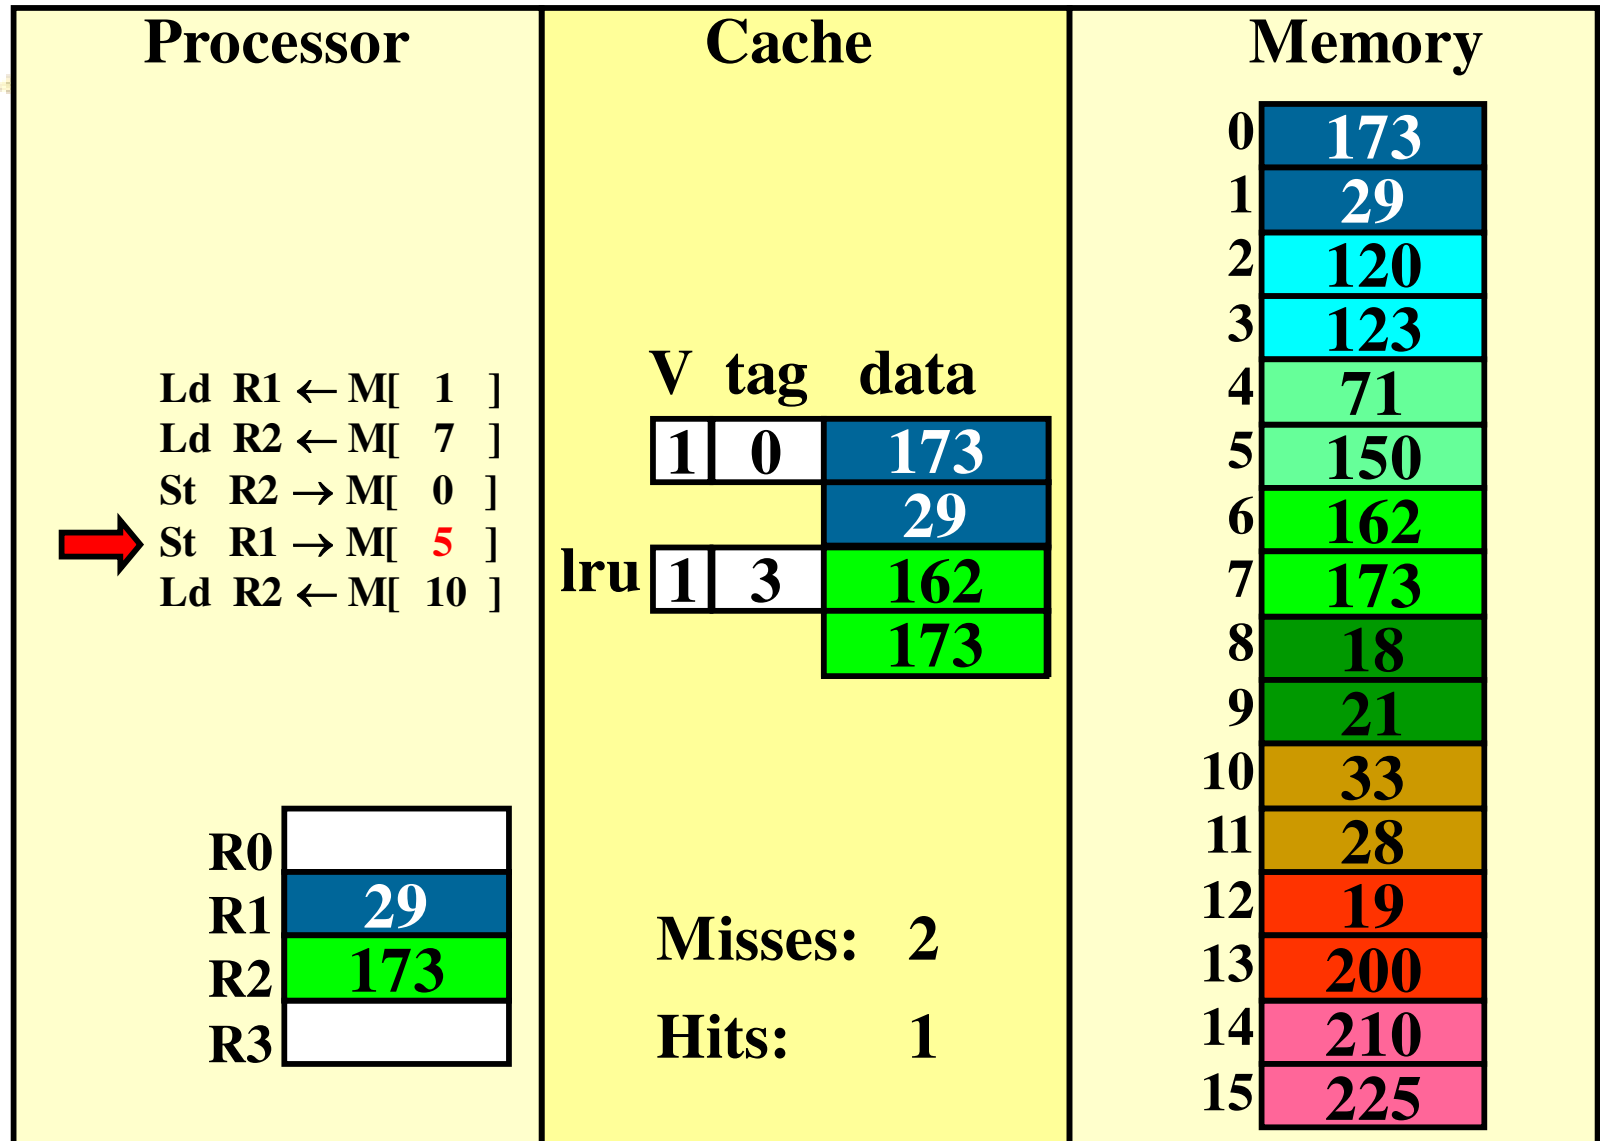 Processor
Cache
Memory
Ld R1 ← M[ 1 ]
Ld R2 ← M[ 7 ]
St R2 → M[ 0 ]
St R1 → M[ 5 ]
Ld R2 ← M[ 10 ]
R0
R1 29
R2 173
R3
V tag data
1 0 173
29
lru 1 3 162
173
Misses: 2
Hits: 1
0 173
1 29
2 120
3 123
4 71
5 150
6 162
7 173
8 18
9 21
10 33
11 28
12 19
13 200
14 210
15 225